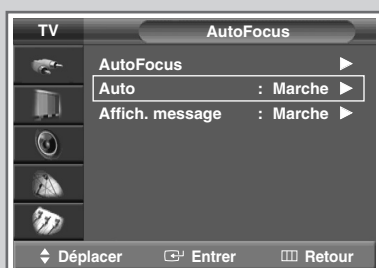 TV AutoFocus
AutoFocus
Auto : Marche
Affich. message : Marche
Déplacer Entrer Retour